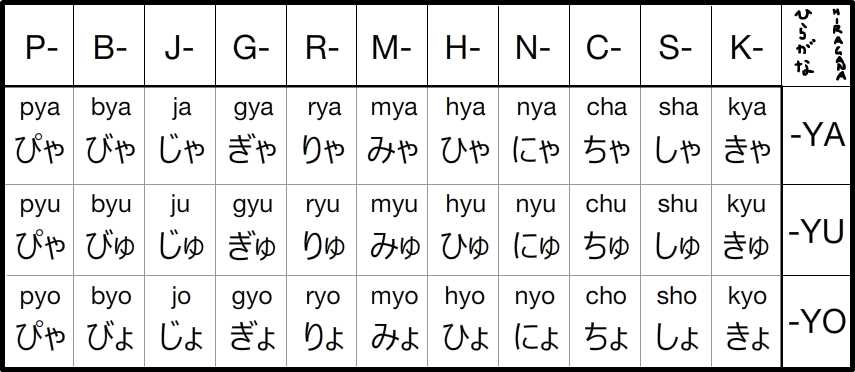 P- B- J- G- R- M- H- N- C- S- K- ひらがな HIRAGANA
pya bya ja gya rya mya hya nya cha sha kya
ぴゃ びゃ じゃ ぎゃ りゃ みゃ ひゃ にゃ ちゃ しゃ きゃ -YA
pyu byu ju gyu ryu myu hyu nyu chu shu kyu
ぴゃ びゅ じゅ ぎゅ りゅ みゅ ひゅ にゅ ちゅ しゅ きゅ -YU
pyo byo jo gyo ryo myo hyo nyo cho sho kyo
ぴゃ びょ じょ ぎょ りょ みょ ひょ にょ ちょ しょ きょ -YO